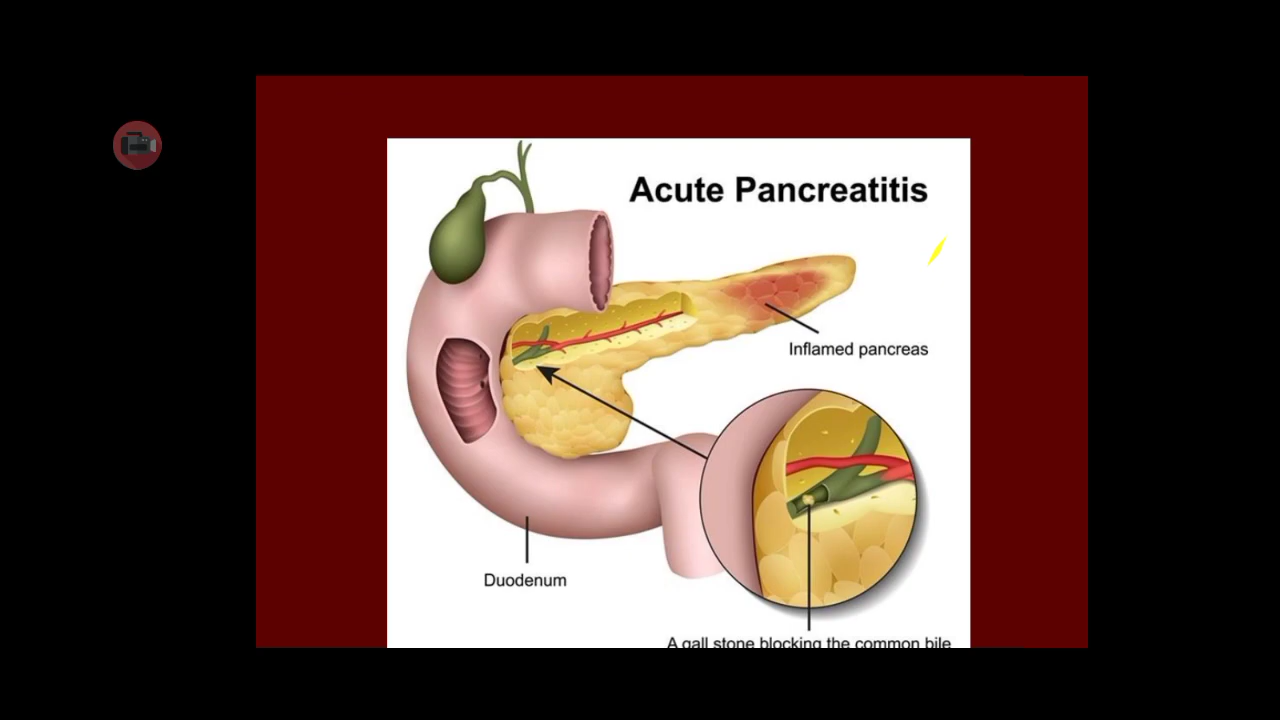 Acute Pancreatitis
Inflamed pancreas
Duodenum
A gall stone blocking the common bile